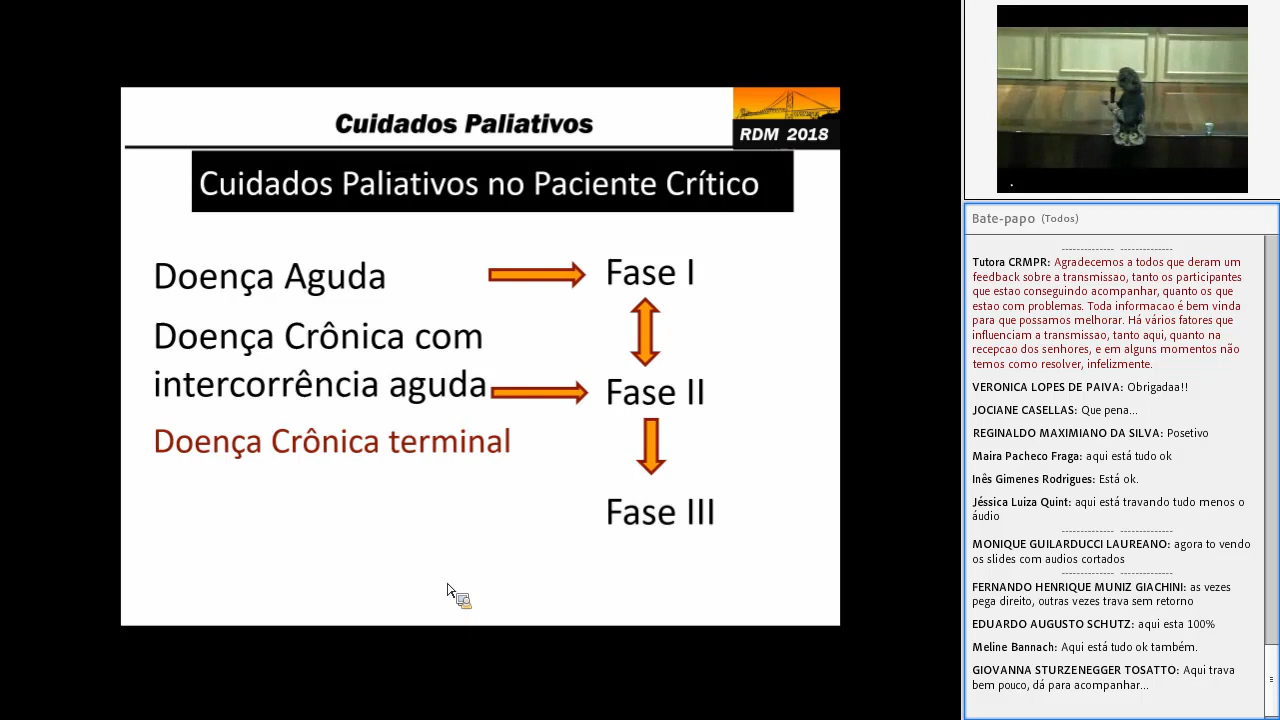 Cuidados Paliativos
RDM 2018
Cuidados Paliativos no Paciente Crítico
Doença Aguda
Fase I
Doença Crônica com
intercorrência aguda
Fase II
Doença Crônica terminal
Fase III
Bate-papo (Todos)
-------------- --------------
Tutora CRMPR: Agradecemos a todos que deram um
feedback sobre a transmissao, tanto os participantes
que estao conseguindo acompanhar, quanto os que
estao com problemas. Toda informacao é bem vinda
para que possamos melhorar. Há vários fatores que
influenciam a transmissao, tanto aqui, quanto na
recepcao dos senhores, e em alguns momentos não
temos como resolver, infelizmente.
VERONICA LOPES DE PAIVA: Obrigadaa!!
JOCIANE CASELLAS: Que pena...
REGINALDO MAXIMIANO DA SILVA: Posetivo
Maira Pacheco Fraga: aqui está tudo ok
Inês Gimenes Rodrigues: Está ok.
Jéssica Luiza Quint: aqui está travando tudo menos o
áudio
-------------- --------------
MONIQUE GUILARDUCCI LAUREANO: agora to vendo
os slides com audios cortados
-------------- --------------
FERNANDO HENRIQUE MUNIZ GIACHINI: as vezes
pega direito, outras vezes trava sem retorno
EDUARDO AUGUSTO SCHUTZ: aqui esta 100%
Meline Bannach: Aqui está tudo ok também.
GIOVANNA STURZENEGGER TOSATTO: Aqui trava
bem pouco, dá para acompanhar...